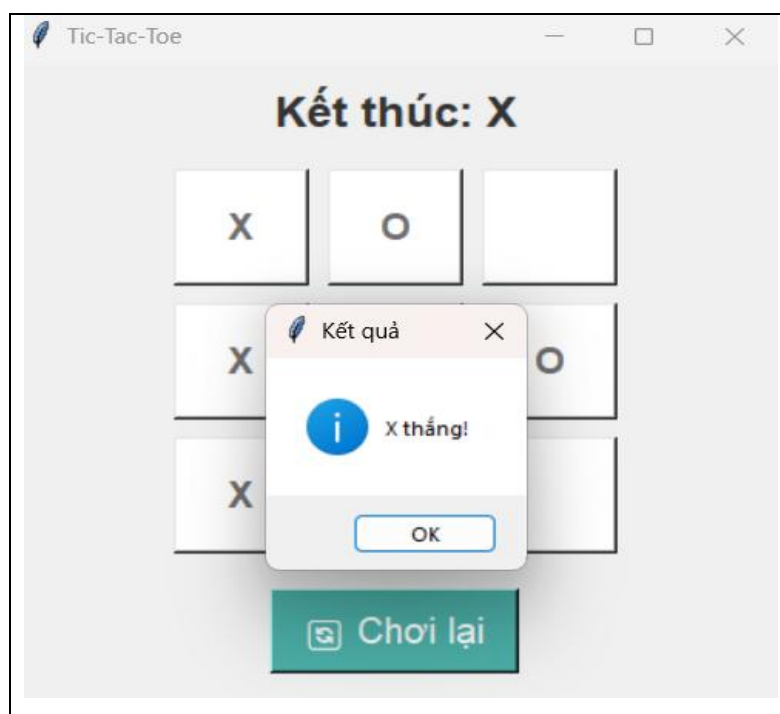 Tic-Tac-Toe
Kết thúc: X
X O
Kết quả
X O
X thắng!
X
OK
Chơi lại